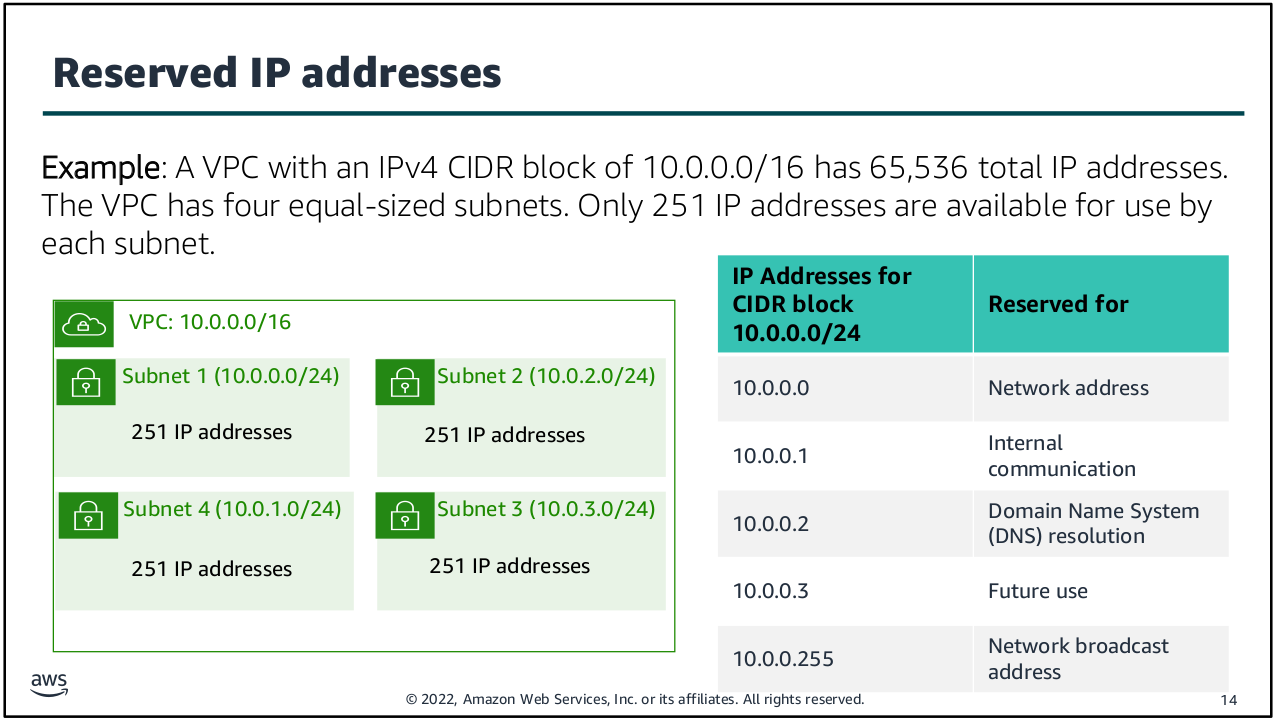 Reserved IP addresses
Example: A VPC with an IPv4 CIDR block of 10.0.0.0/16 has 65,536 total IP addresses.
The VPC has four equal-sized subnets. Only 251 IP addresses are available for use by
each subnet.
VPC: 10.0.0.0/16
Subnet 1 (10.0.0.0/24)
251 IP addresses
Subnet 2 (10.0.2.0/24)
251 IP addresses
Subnet 4 (10.0.1.0/24)
251 IP addresses
Subnet 3 (10.0.3.0/24)
251 IP addresses
IP Addresses for
CIDR block
10.0.0.0/24
Reserved for
10.0.0.0
Network address
10.0.0.1
Internal
communication
10.0.0.2
Domain Name System
(DNS) resolution
10.0.0.3
Future use
10.0.0.255
Network broadcast
address
aws
© 2022, Amazon Web Services, Inc. or its affiliates. All rights reserved.
14